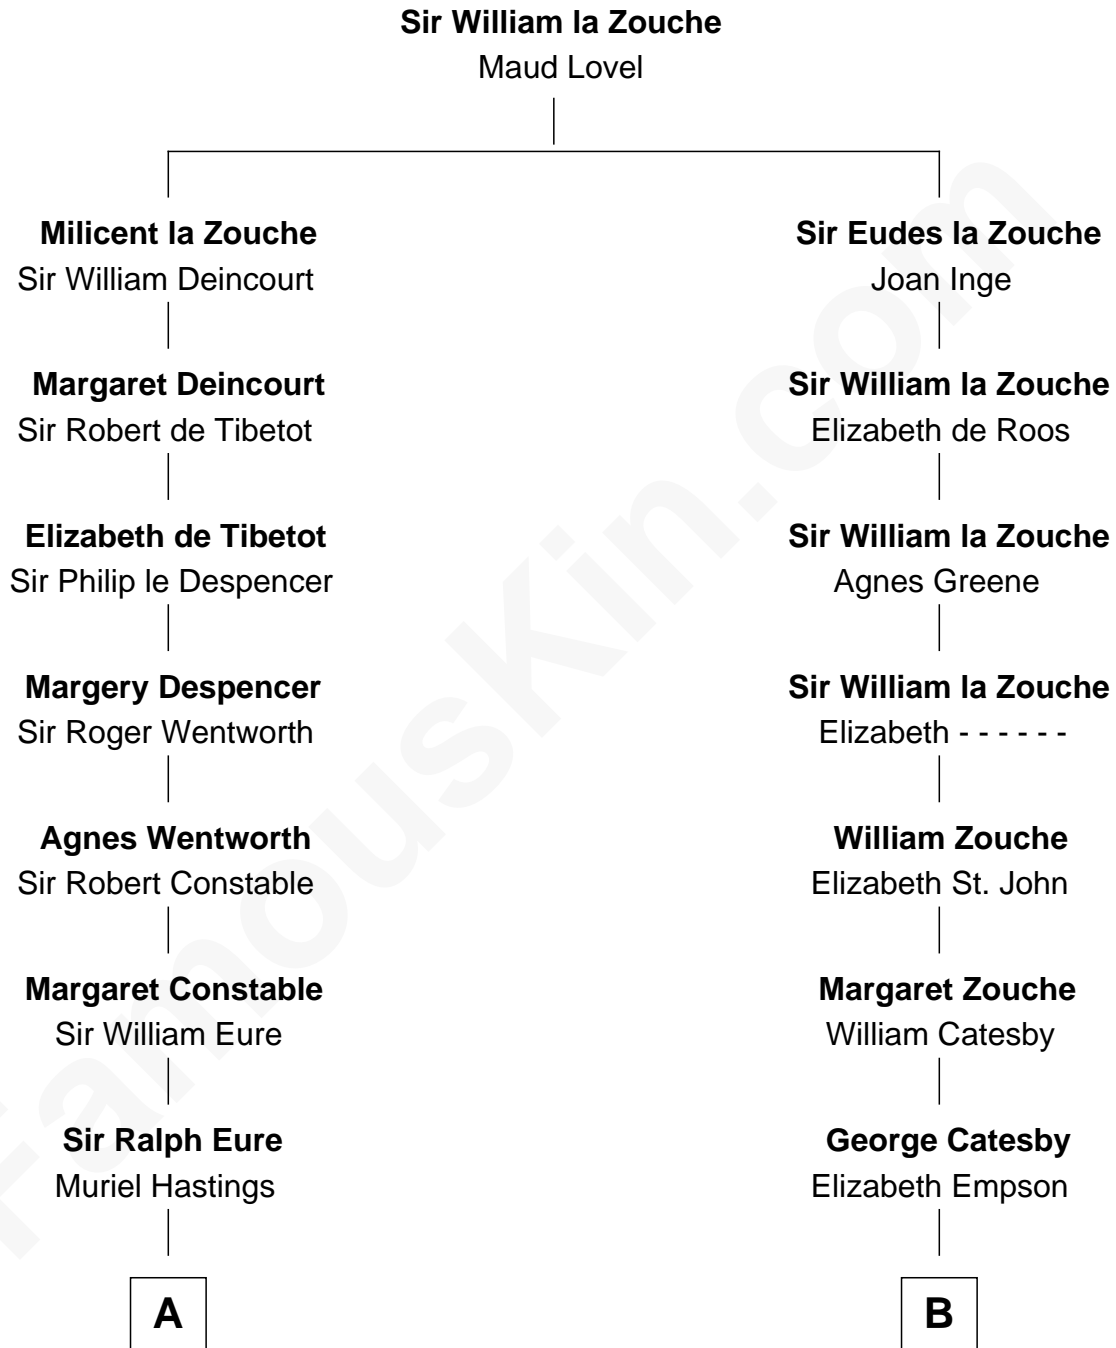 Sir William la Zouche
Maud Lovel
Milicent la Zouche
Sir William Deincourt
Margaret Deincourt
Sir Robert de Tibetot
Elizabeth de Tibetot
Sir Philip le Despencer
Margery Despencer
Sir Roger Wentworth
Agnes Wentworth
Sir Robert Constable
Margaret Constable
Sir William Eure
Sir Ralph Eure
Muriel Hastings
A
Sir Eudes la Zouche
Joan Inge
Sir William la Zouche
Elizabeth de Roos
Sir William la Zouche
Agnes Greene
Sir William la Zouche
Elizabeth - - - - - -
William Zouche
Elizabeth St. John
Margaret Zouche
William Catesby
George Catesby
Elizabeth Empson
B
FamousKin.com